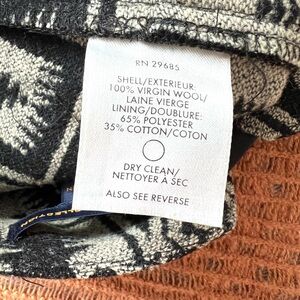 RN 29685
SHELL/EXTERIEUR
100% VIRGIN WOOL/
LAINE VIERGE
LINING/DOUBLURE:
65% POLYESTER
35% COTTON/COTON
DRY CLEAN/
NETTOYER A SEC
ALSO SEE REVERSE